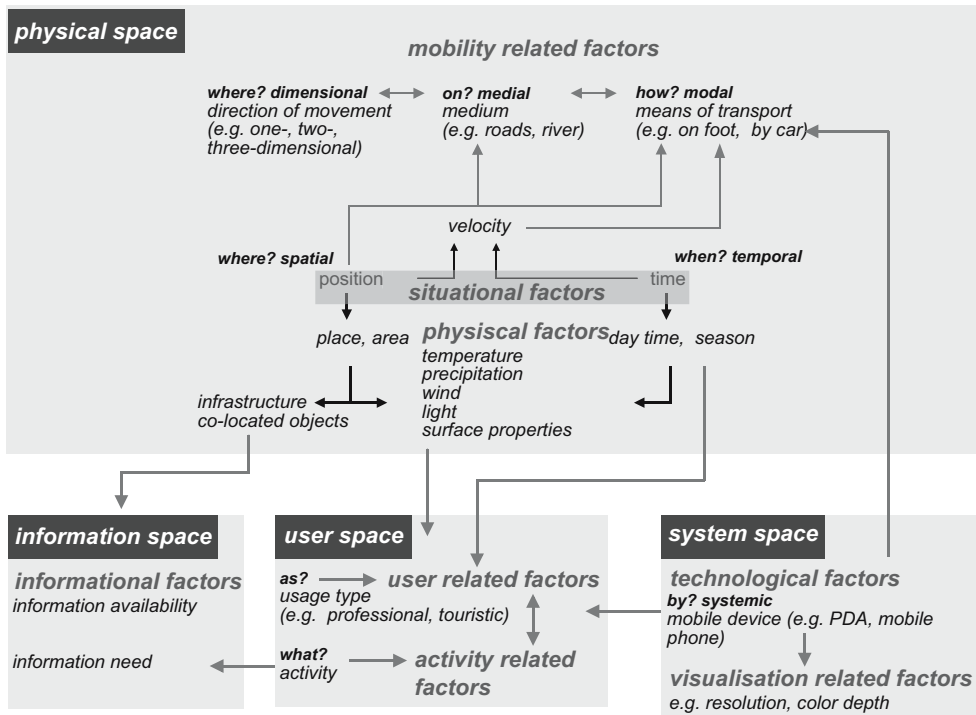 physical space
mobility related factors
where? dimensional
direction of movement
(e.g. one-, two-,
three-dimensional)
on? medial
medium
(e.g. roads, river)
how? modal
means of transport
(e.g. on foot, by car)
velocity
where? spatial
when? temporal
position
time
situational factors
place, area
physiscal factors
day time, season
temperature
precipitation
wind
light
surface properties
infrastructure
co-located objects
information space
informational factors
information availability
information need
user space
as?
usage type
(e.g. professional, touristic)
user related factors
what?
activity
activity related
factors
system space
technological factors
by? systemic
mobile device (e.g. PDA, mobile
phone)
visualisation related factors
e.g. resolution, color depth